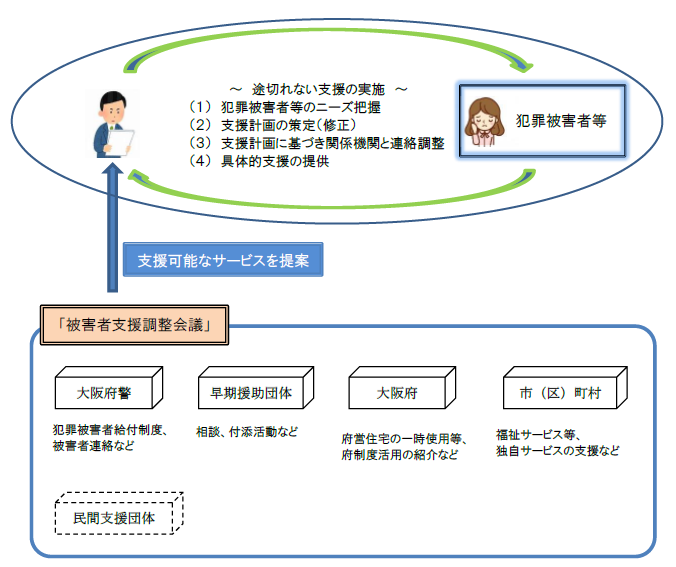 ～ 途切れない支援の実施 ～
（１） 犯罪被害者等のニーズ把握
（２） 支援計画の策定（修正）
（３） 支援計画に基づき関係機関と連絡調整
（４） 具体的支援の提供
犯罪被害者等
支援可能なサービスを提案
「被害者支援調整会議」
大阪府警
犯罪被害者給付制度、
被害者連絡など
早期援助団体
相談、付添活動など
大阪府
府営住宅の一時使用等、
府制度活用の紹介など
市（区）町村
福祉サービス等、
独自サービスの支援など
民間支援団体